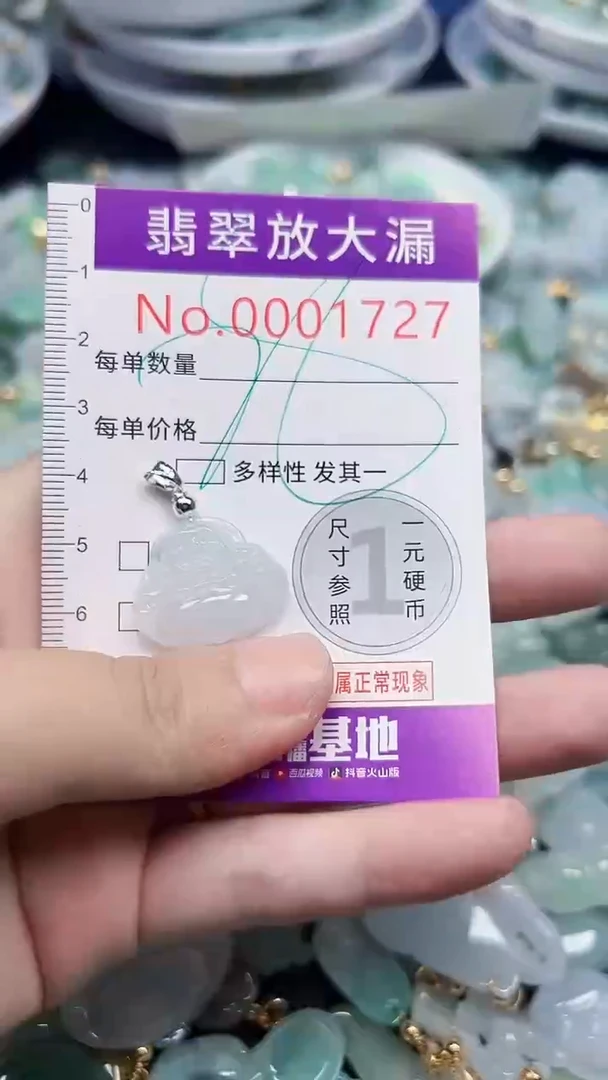 翡翠放大漏
No.0001727
每单数量
每单价格
多样性 发其一
尺寸参照
一元硬币
1
属正常现象
播基地
西瓜视频 抖音火山版
0
1
2
3
4
5
6